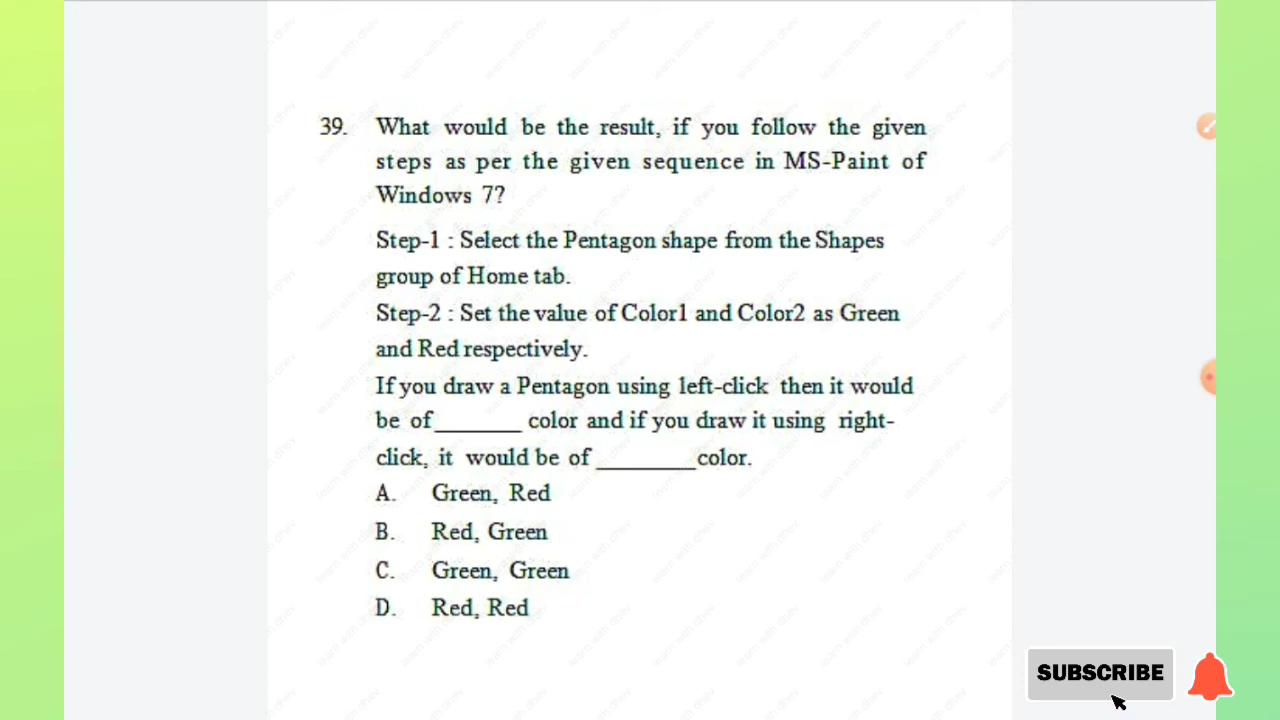 39. What would be the result, if you follow the given
steps as per the given sequence in MS-Paint of
Windows 7?
Step-1 : Select the Pentagon shape from the Shapes
group of Home tab.
Step-2 : Set the value of Color1 and Color2 as Green
and Red respectively.
If you draw a Pentagon using left-click then it would
be of ________ color and if you draw it using right-
click, it would be of _________ color.
A. Green, Red
B. Red, Green
C. Green, Green
D. Red, Red
SUBSCRIBE